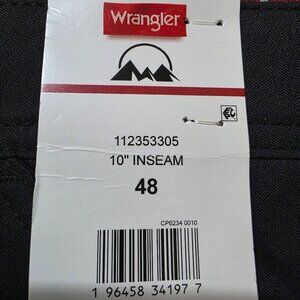 Wrangler
112353305
10" INSEAM
48
CP6234 0010
1 96458 34197 7